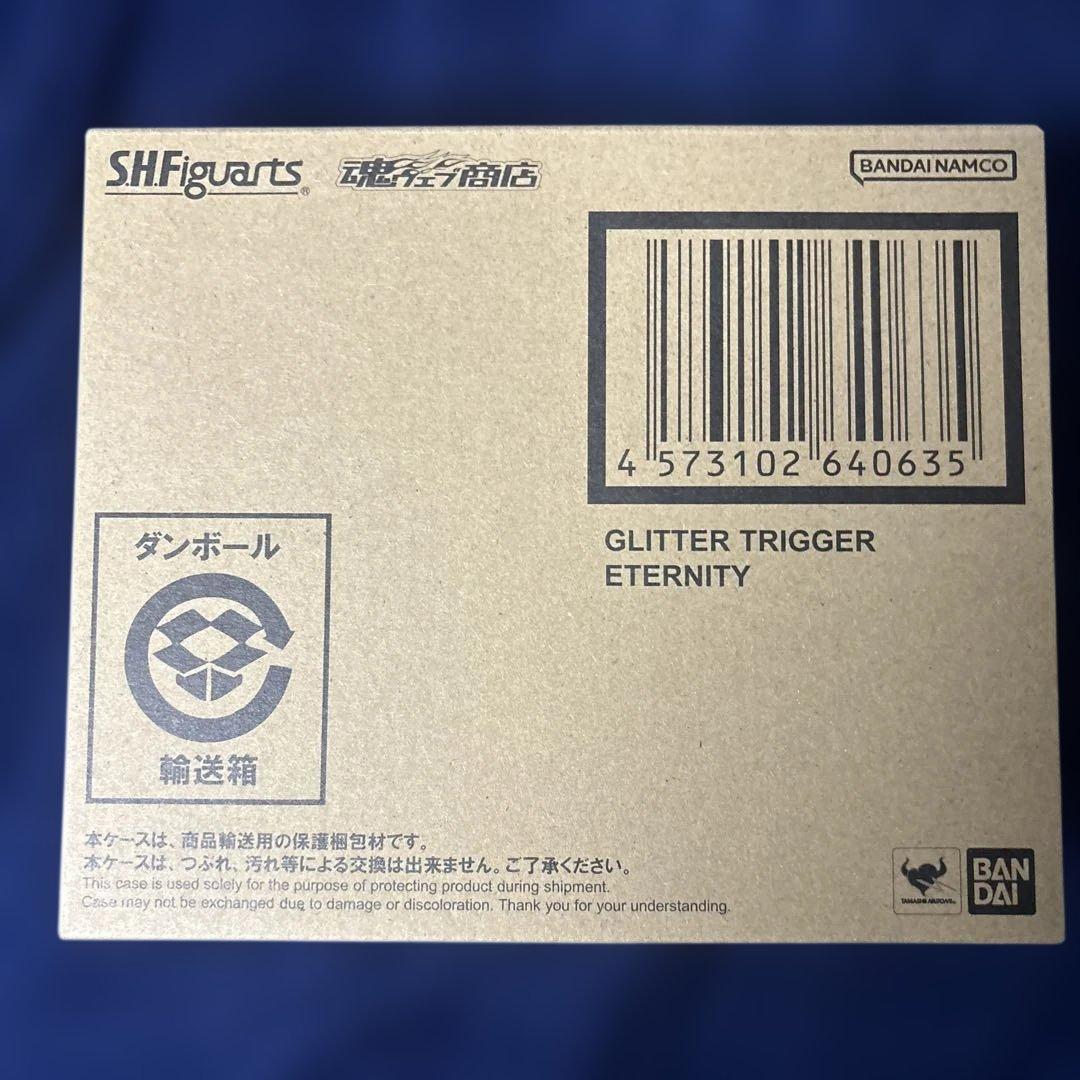 S.H.Figuarts®
魂ウェブ商店
BANDAI NAMCO
4 573102 640635
GLITTER TRIGGER
ETERNITY
ダンボール
輸送箱
本ケースは、商品輸送用の保護梱包材です。
本ケースは、つぶれ、汚れ等による交換は出来ません。ご了承ください。
This case is used solely for the purpose of protecting product during shipment.
Case may not be exchanged due to damage or discoloration. Thank you for your understanding.
TAMASHII NATIONS
BAN
DAI